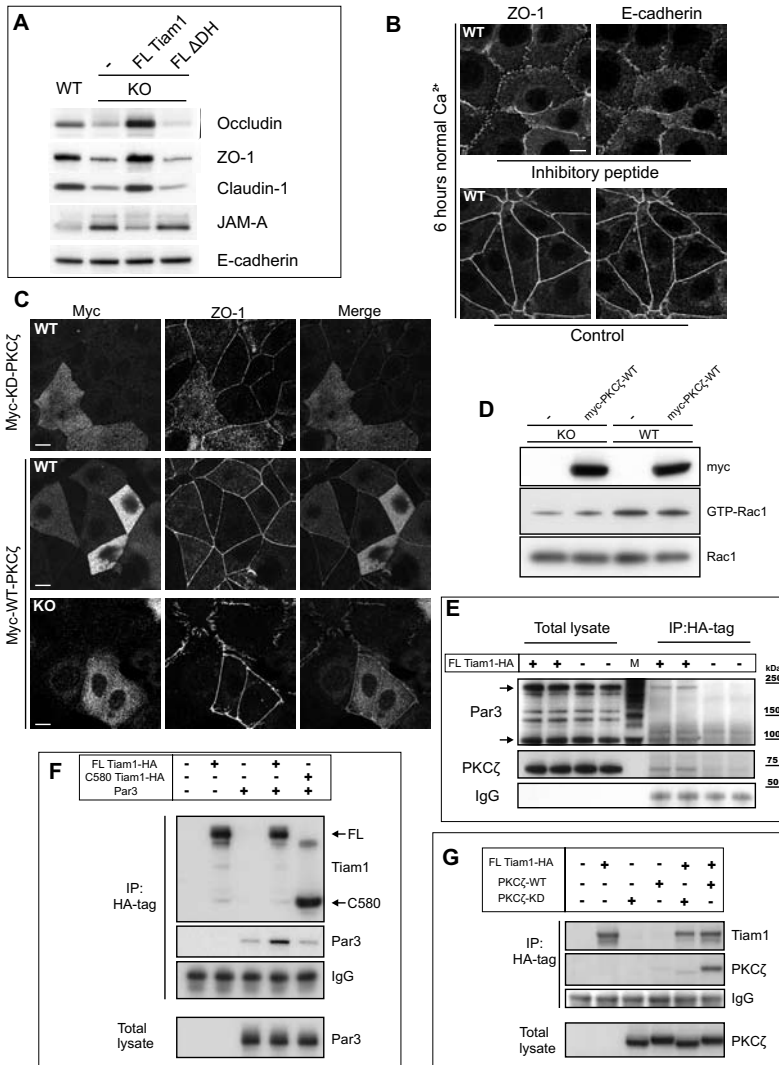 A
WT
-
FL Tiam1
FL ΔDH
KO
Occludin
ZO-1
Claudin-1
JAM-A
E-cadherin
B
ZO-1
E-cadherin
6 hours normal Ca²⁺
WT
Inhibitory peptide
WT
Control
C
Myc
ZO-1
Merge
Myc-KD-PKCζ
WT
Myc-WT-PKCζ
WT
KO
D
- myc-PKCζ-WT - myc-PKCζ-WT
KO WT
myc
GTP-Rac1
Rac1
E
Total lysate IP:HA-tag
FL Tiam1-HA + + - - M + + - -
kDa
250
Par3
150
100
PKCζ
75
50
IgG
F
FL Tiam1-HA - + - + -
C580 Tiam1-HA - - - - +
Par3 - - + + +
IP:
HA-tag
FL
Tiam1
C580
Par3
IgG
Total
lysate
Par3
G
FL Tiam1-HA - + - - + +
PKCζ-WT - - - + - +
PKCζ-KD - - + - + -
IP:
HA-tag
Tiam1
PKCζ
IgG
Total
lysate
PKCζ